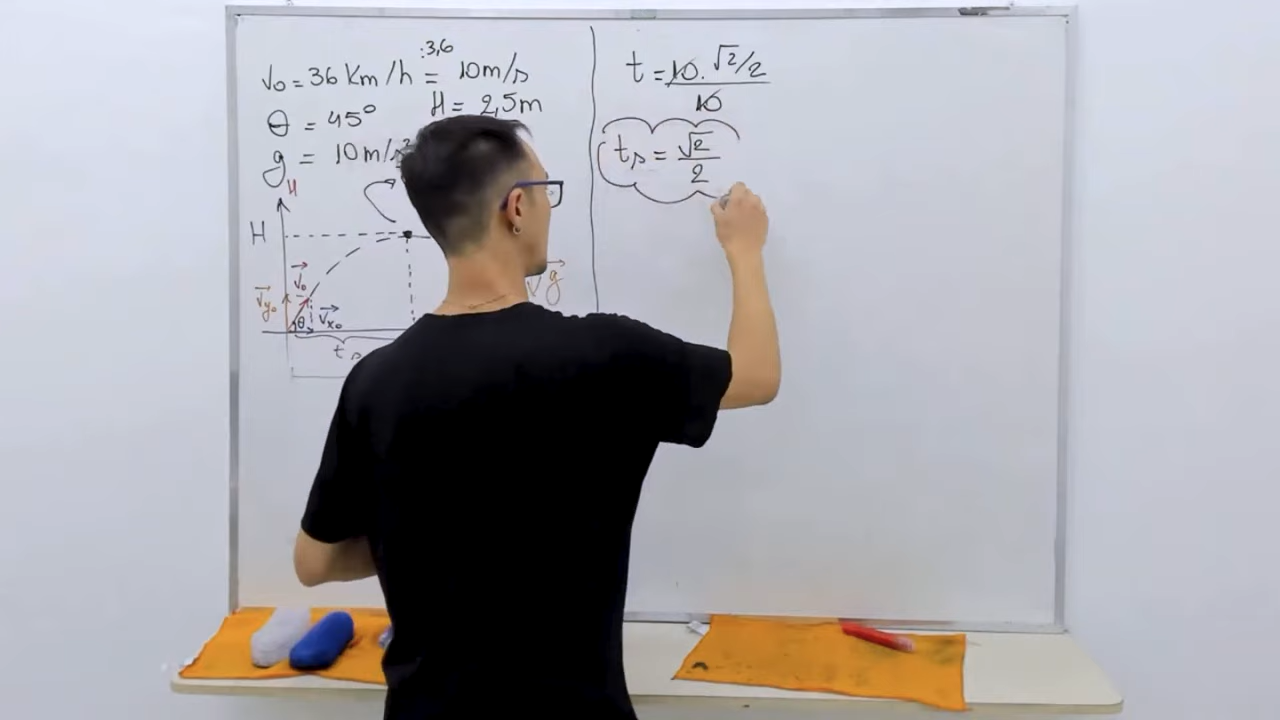 :3,6
V₀ = 36 Km/h = 10m/s
H = 2,5m
θ = 45°
g = 10m/s²
H
H
V₀
Vy₀
θ
Vx₀
g
t s
t = 10.√2/2
10
ts = √2
2